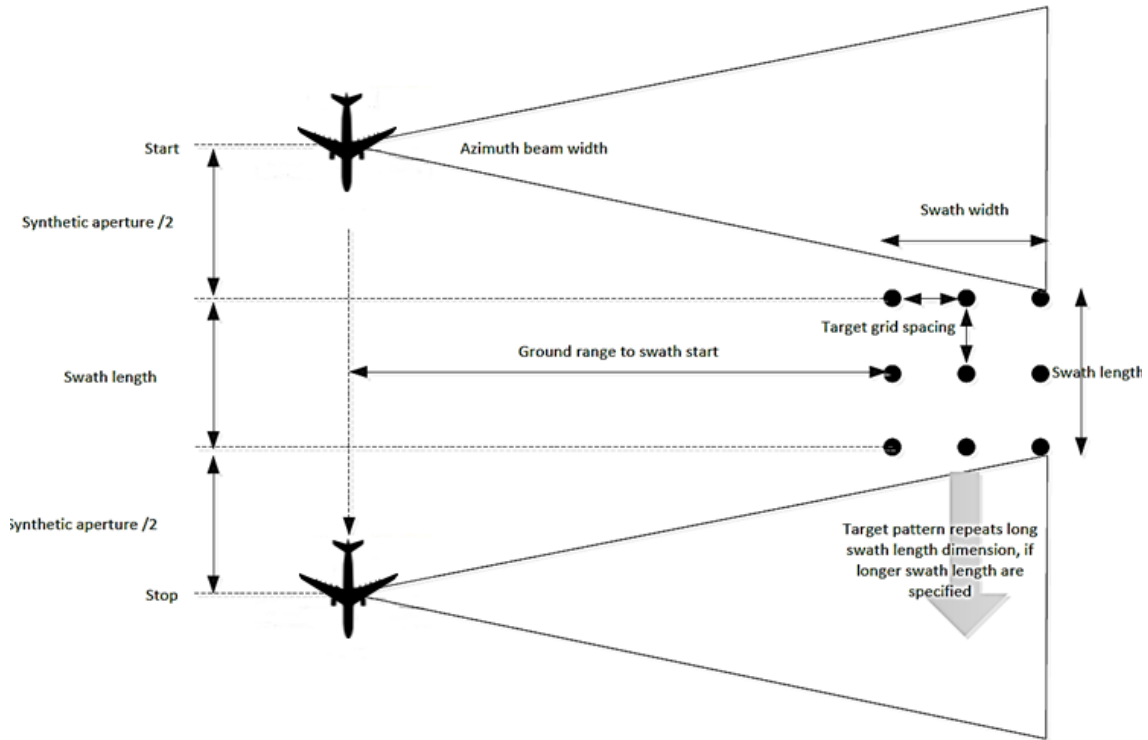 Start
Azimuth beam width
Synthetic aperture /2
Swath width
Target grid spacing
Ground range to swath start
Swath length
Swath length
Synthetic aperture /2
Target pattern repeats long
swath length dimension, if
longer swath length are
specified
Stop